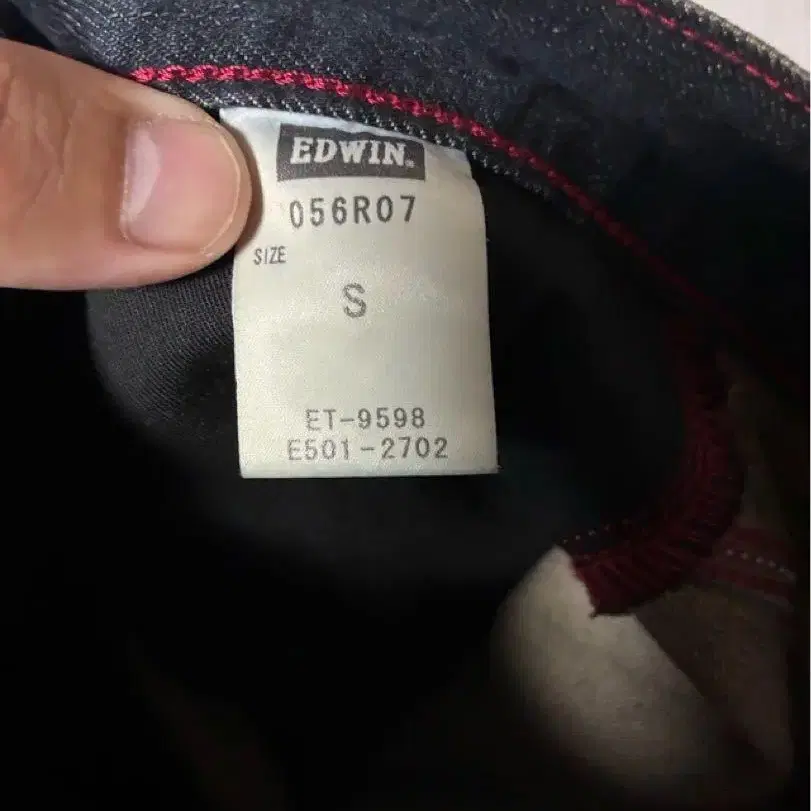 EDWIN
056R07
SIZE
S
ET-9598
E501-2702